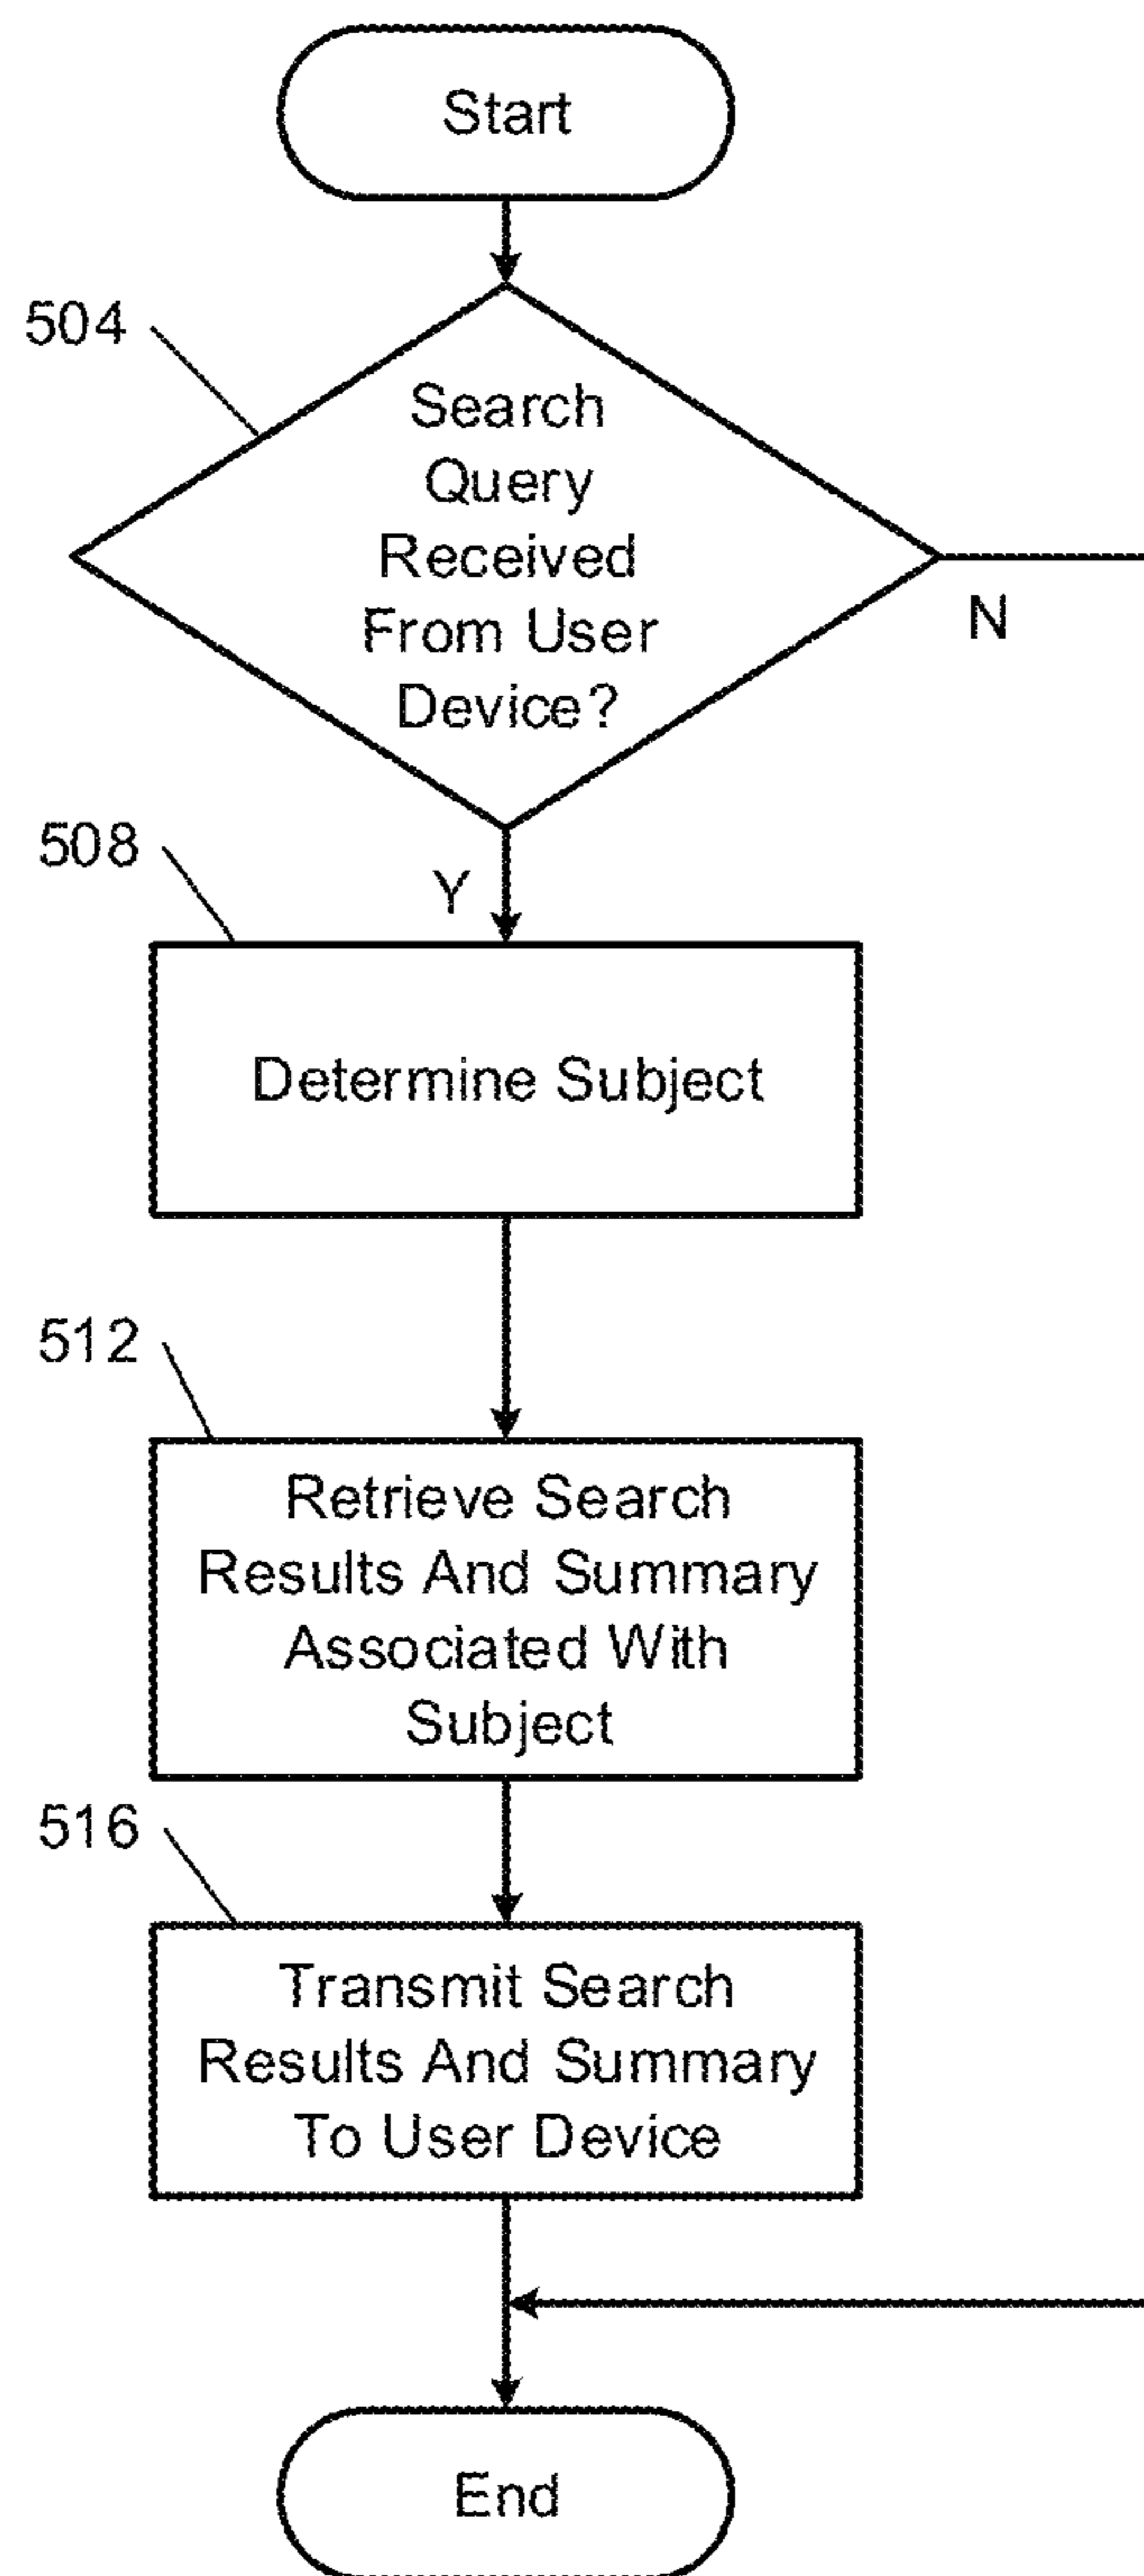 Start
504
Search
Query
Received
From User
Device?
N
508
Y
Determine Subject
512
Retrieve Search
Results And Summary
Associated With
Subject
516
Transmit Search
Results And Summary
To User Device
End